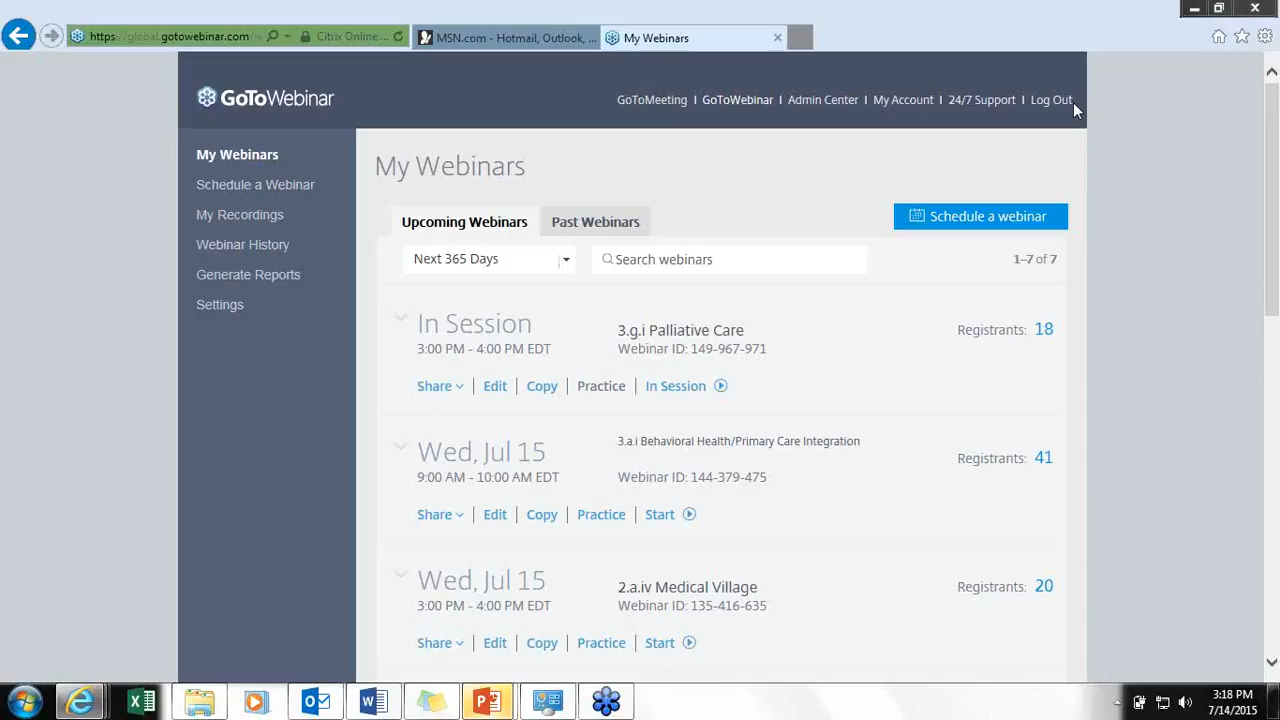 https://global.gotowebinar.com/
Citrix Online ...
MSN.com - Hotmail, Outlook, ...
My Webinars
GoToWebinar
GoToMeeting | GoToWebinar | Admin Center | My Account | 24/7 Support | Log Out
My Webinars
Schedule a Webinar
My Recordings
Webinar History
Generate Reports
Settings
My Webinars
Upcoming Webinars
Past Webinars
Schedule a webinar
Next 365 Days
Search webinars
1–7 of 7
In Session
3.g.i Palliative Care
Registrants: 18
3:00 PM - 4:00 PM EDT
Webinar ID: 149-967-971
Share | Edit | Copy | Practice | In Session
Wed, Jul 15
3.a.i Behavioral Health/Primary Care Integration
Registrants: 41
9:00 AM - 10:00 AM EDT
Webinar ID: 144-379-475
Share | Edit | Copy | Practice | Start
Wed, Jul 15
2.a.iv Medical Village
Registrants: 20
3:00 PM - 4:00 PM EDT
Webinar ID: 135-416-635
Share | Edit | Copy | Practice | Start
3:18 PM
7/14/2015